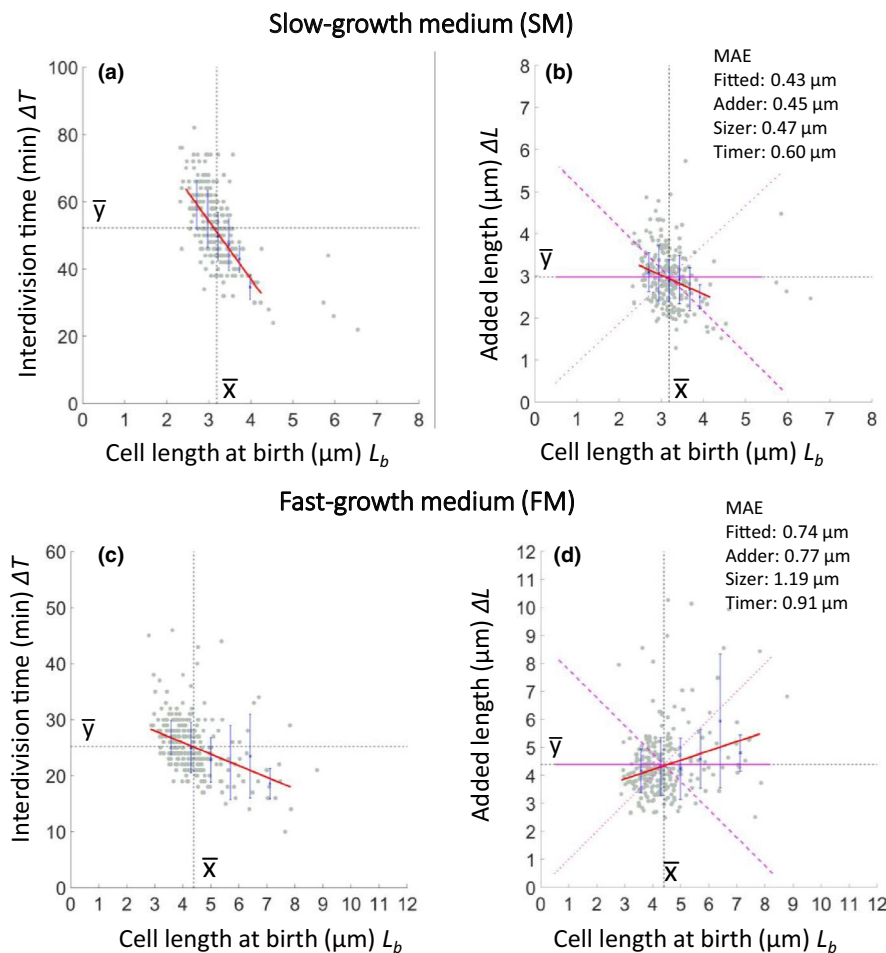 Slow-growth medium (SM)
(a)
Interdivision time (min) ΔT
100
80
60
40
20
0
y̅
x̅
0 1 2 3 4 5 6 7 8
Cell length at birth (µm) L_b
(b)
MAE
Fitted: 0.43 µm
Adder: 0.45 µm
Sizer: 0.47 µm
Timer: 0.60 µm
Added length (µm) ΔL
8
7
6
5
4
3
2
1
0
y̅
x̅
0 1 2 3 4 5 6 7 8
Cell length at birth (µm) L_b
Fast-growth medium (FM)
(c)
Interdivision time (min) ΔT
60
50
40
30
20
10
0
y̅
x̅
0 1 2 3 4 5 6 7 8 9 10 11 12
Cell length at birth (µm) L_b
(d)
MAE
Fitted: 0.74 µm
Adder: 0.77 µm
Sizer: 1.19 µm
Timer: 0.91 µm
Added length (µm) ΔL
12
11
10
9
8
7
6
5
4
3
2
1
0
y̅
x̅
0 1 2 3 4 5 6 7 8 9 10 11 12
Cell length at birth (µm) L_b